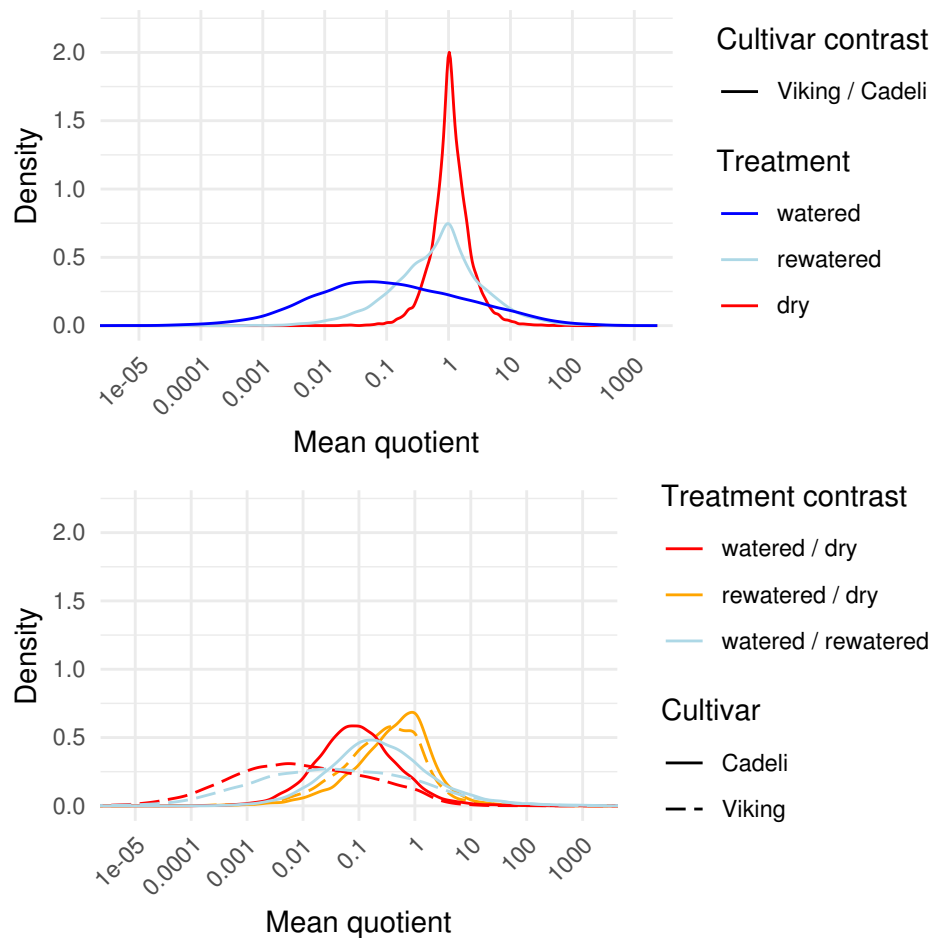 Cultivar contrast
Viking / Cadeli
Treatment
watered
rewatered
dry
Density
2.0
1.5
1.0
0.5
0.0
1e-05
0.0001
0.001
0.01
0.1
1
10
100
1000
Mean quotient
Treatment contrast
watered / dry
rewatered / dry
watered / rewatered
Cultivar
Cadeli
Viking
Density
2.0
1.5
1.0
0.5
0.0
1e-05
0.0001
0.001
0.01
0.1
1
10
100
1000
Mean quotient